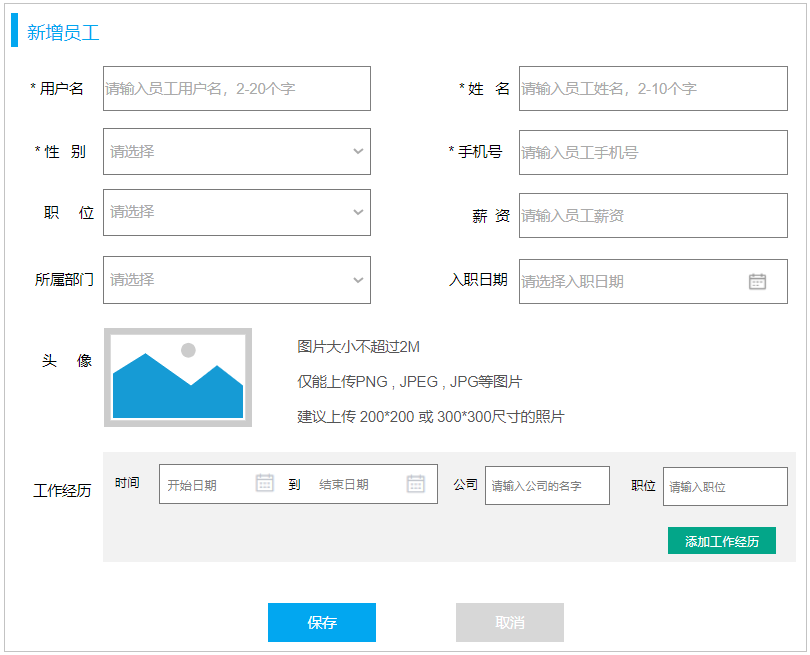 新增员工
* 用户名 请输入员工用户名，2-20个字 * 姓 名 请输入员工姓名，2-10个字
* 性 别 请选择 * 手机号 请输入员工手机号
职 位 请选择 薪 资 请输入员工薪资
所属部门 请选择 入职日期 请选择入职日期
头 像
图片大小不超过2M
仅能上传PNG , JPEG , JPG等图片
建议上传 200*200 或 300*300尺寸的照片
工作经历 时间 开始日期 到 结束日期 公司 请输入公司的名字 职位 请输入职位
添加工作经历
保存 取消